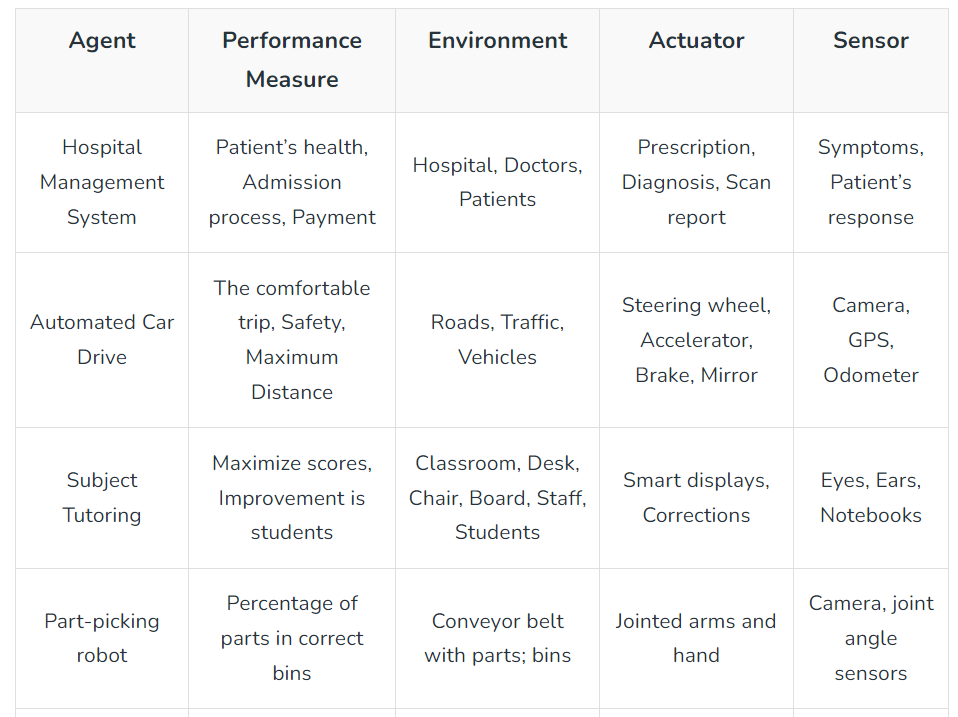 Agent
Performance
Measure
Environment
Actuator
Sensor
Hospital
Management
System
Patient’s health,
Admission
process, Payment
Hospital, Doctors,
Patients
Prescription,
Diagnosis, Scan
report
Symptoms,
Patient’s
response
Automated Car
Drive
The comfortable
trip, Safety,
Maximum
Distance
Roads, Traffic,
Vehicles
Steering wheel,
Accelerator,
Brake, Mirror
Camera,
GPS,
Odometer
Subject
Tutoring
Maximize scores,
Improvement is
students
Classroom, Desk,
Chair, Board, Staff,
Students
Smart displays,
Corrections
Eyes, Ears,
Notebooks
Part-picking
robot
Percentage of
parts in correct
bins
Conveyor belt
with parts; bins
Jointed arms and
hand
Camera, joint
angle
sensors